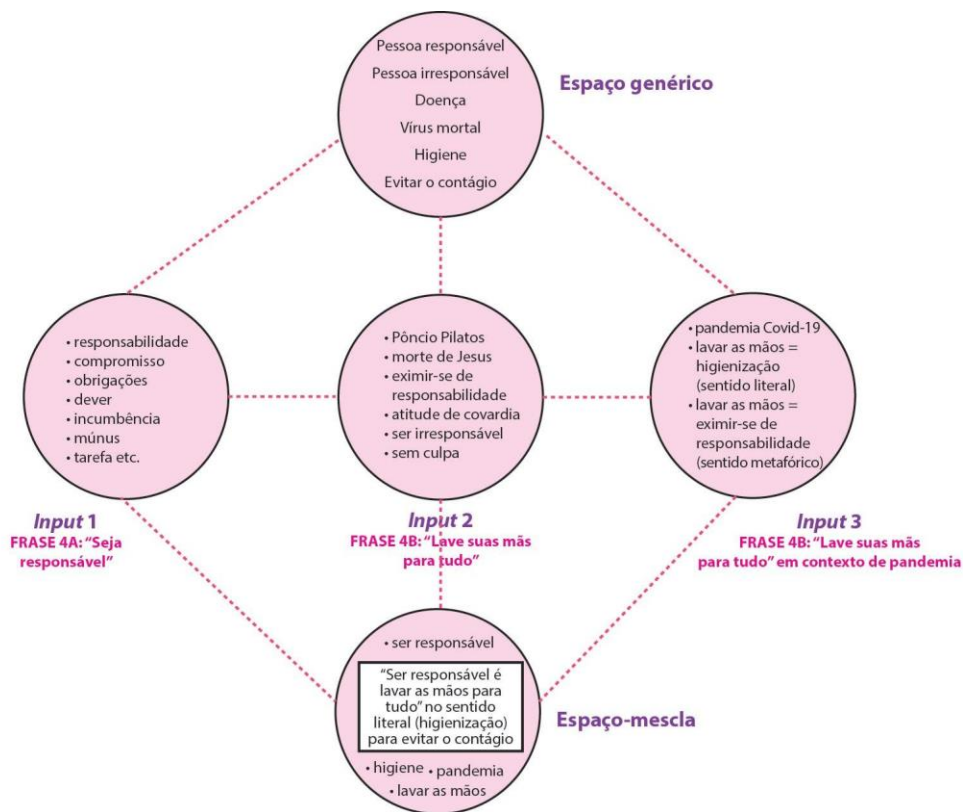 Pessoa responsável
Pessoa irresponsável
Doença
Vírus mortal
Higiene
Evitar o contágio
Espaço genérico
• responsabilidade
• compromisso
• obrigações
• dever
• incumbência
• múnus
• tarefa etc.
• Pôncio Pilatos
• morte de Jesus
• eximir-se de
responsabilidade
• atitude de covardia
• ser irresponsável
• sem culpa
• pandemia Covid-19
• lavar as mãos =
higienização
(sentido literal)
• lavar as mãos =
eximir-se de
responsabilidade
(sentido metafórico)
Input 1
FRASE 4A: “Seja
responsável”
Input 2
FRASE 4B: “Lave suas mãs
para tudo”
Input 3
FRASE 4B: “Lave suas mãs
para tudo” em contexto de pandemia
• ser responsável
“Ser responsável é
lavar as mãos para
tudo” no sentido
literal (higienização)
para evitar o contágio
• higiene • pandemia
• lavar as mãos
Espaço-mescla